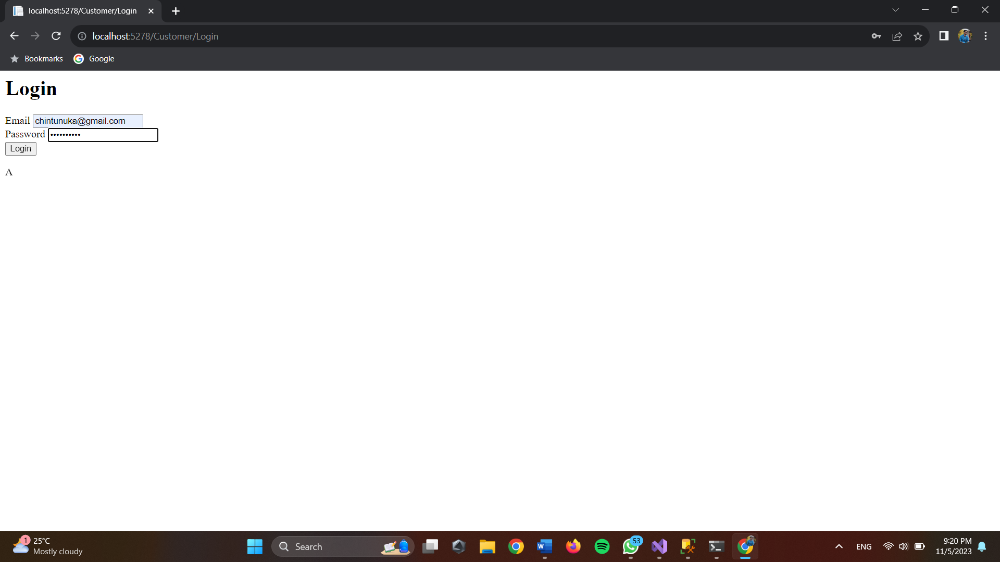 localhost:5278/Customer/Login
localhost:5278/Customer/Login
Bookmarks Google
Login
Email chintunuka@gmail.com
Password ••••••••••
Login
A
1 25°C
Mostly cloudy
Search
W
53
ENG
9:20 PM
11/5/2023